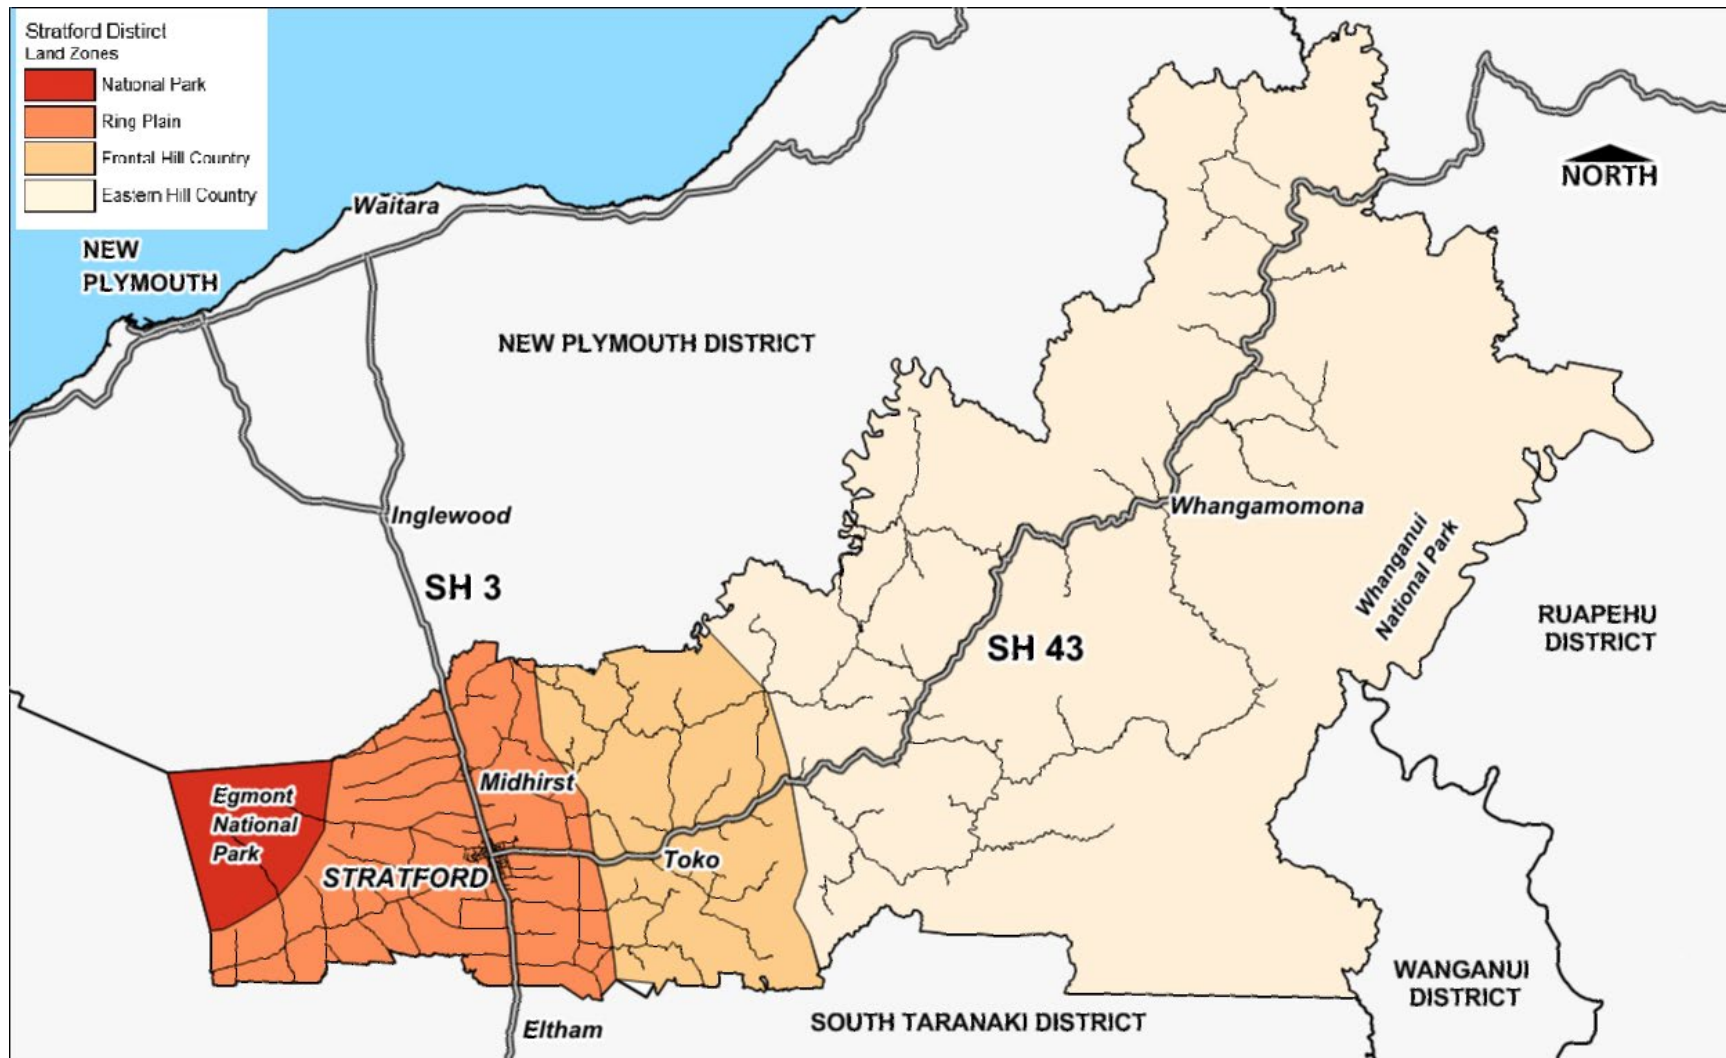 Stratford Distirct
Land Zones
National Park
Ring Plain
Frontal Hill Country
Eastern Hill Country
NORTH
Waitara
NEW
PLYMOUTH
NEW PLYMOUTH DISTRICT
Inglewood
Whangamomona
SH 3
Whanganui
National Park
RUAPEHU
DISTRICT
SH 43
Midhirst
Egmont
National
Park
Toko
STRATFORD
WANGANUI
DISTRICT
SOUTH TARANAKI DISTRICT
Eltham